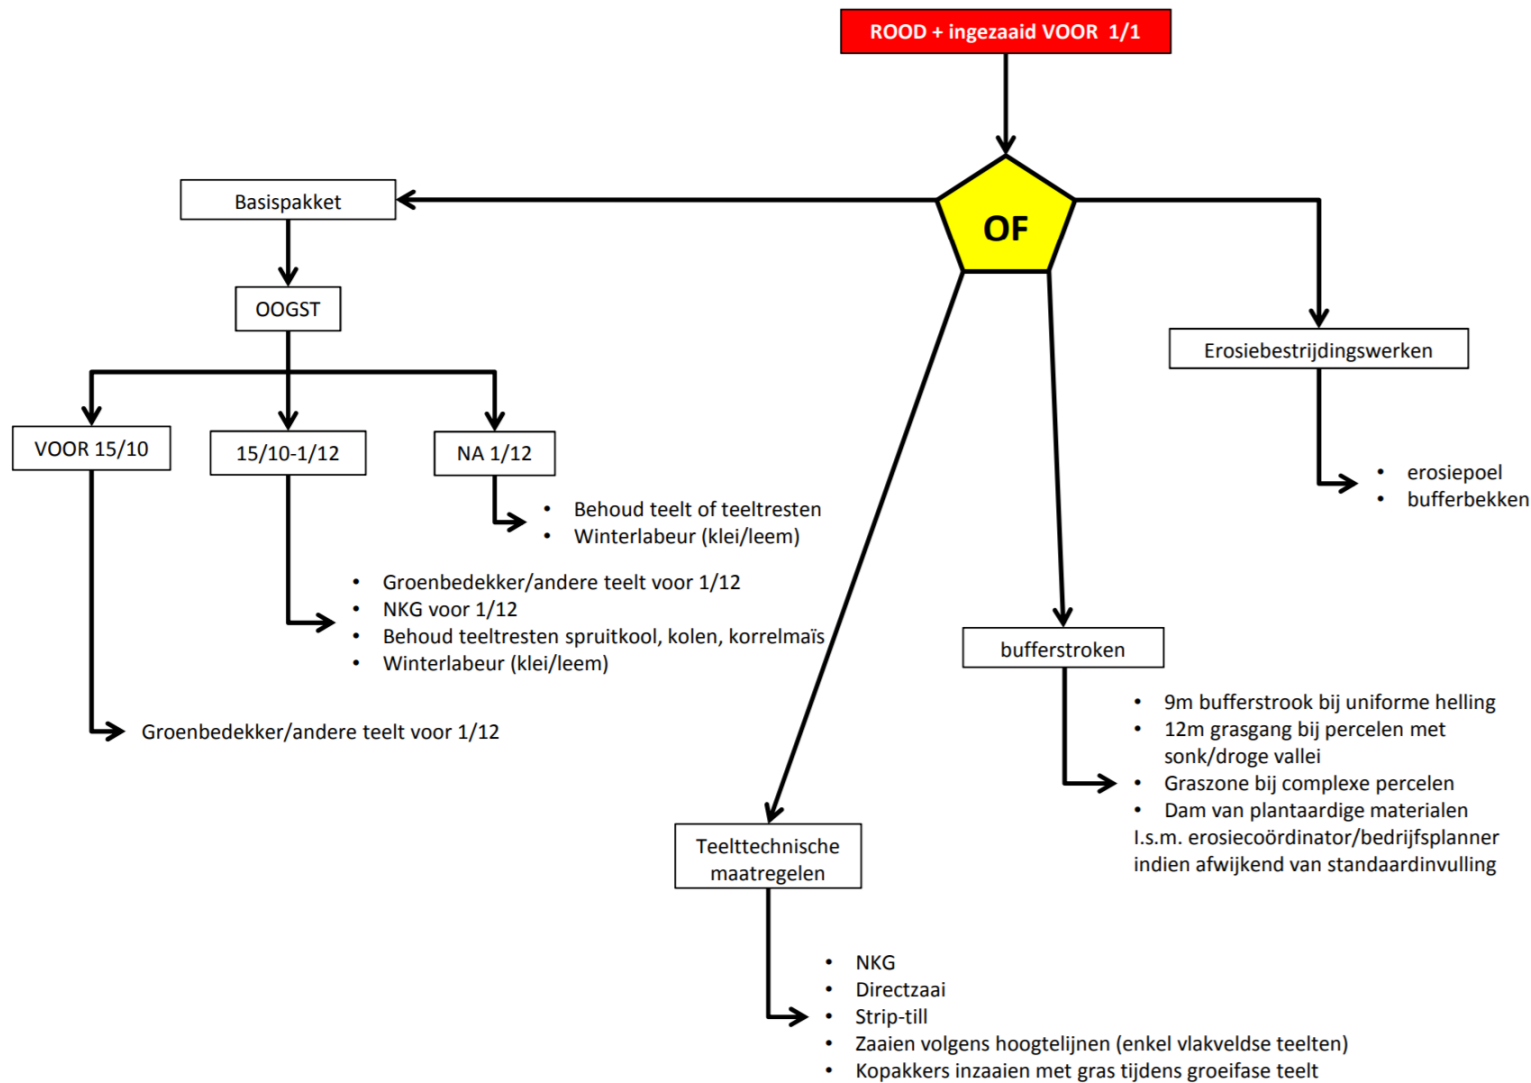 ROOD + ingezaaid VOOR 1/1
OF
Basispakket
OOGST
VOOR 15/10
15/10-1/12
NA 1/12
• Behoud teelt of teeltresten
• Winterlabeur (klei/leem)
• Groenbedekker/andere teelt voor 1/12
• NKG voor 1/12
• Behoud teeltresten spruitkool, kolen, korrelmaïs
• Winterlabeur (klei/leem)
Groenbedekker/andere teelt voor 1/12
Erosiebestrijdingswerken
• erosiepoel
• bufferbekken
bufferstroken
• 9m bufferstrook bij uniforme helling
• 12m grasgang bij percelen met
sonk/droge vallei
• Graszone bij complexe percelen
• Dam van plantaardige materialen
I.s.m. erosiecoördinator/bedrijfsplanner
indien afwijkend van standaardinvulling
Teelttechnische
maatregelen
• NKG
• Directzaai
• Strip-till
• Zaaien volgens hoogtelijnen (enkel vlakveldse teelten)
• Kopakkers inzaaien met gras tijdens groeifase teelt